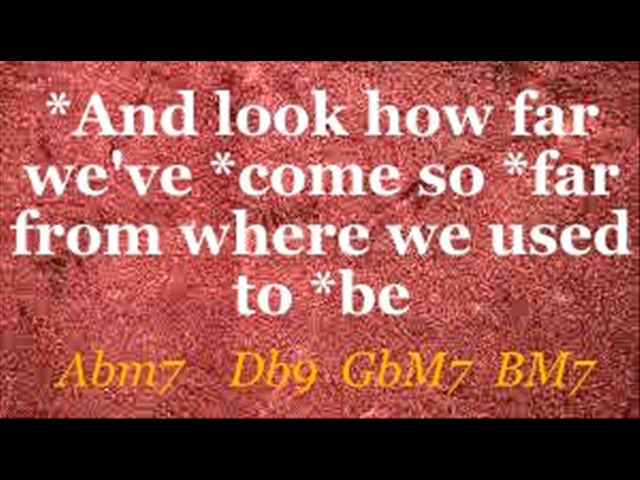 *And look how far
we've *come so *far
from where we used
to *be
Abm7 Db9 GbM7 BM7